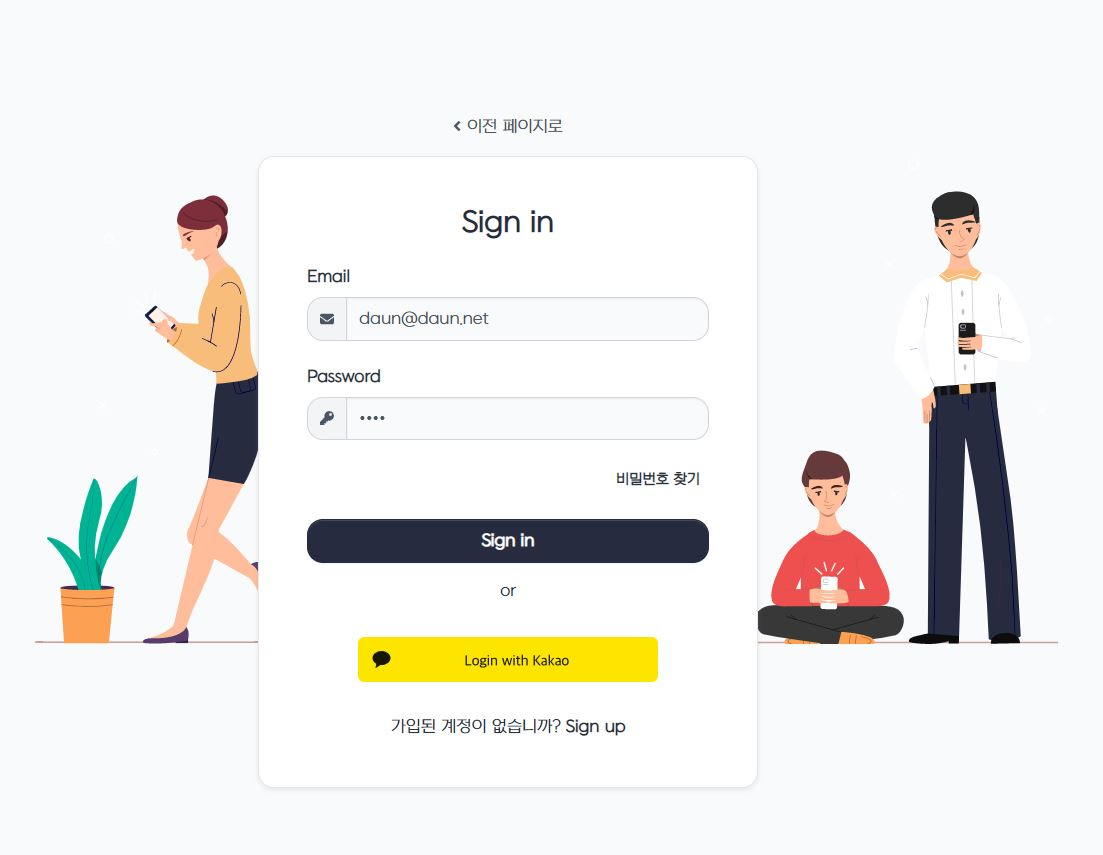 이전 페이지로
Sign in
Email
daun@daun.net
Password
••••
비밀번호 찾기
Sign in
or
Login with Kakao
가입된 계정이 없습니까? Sign up